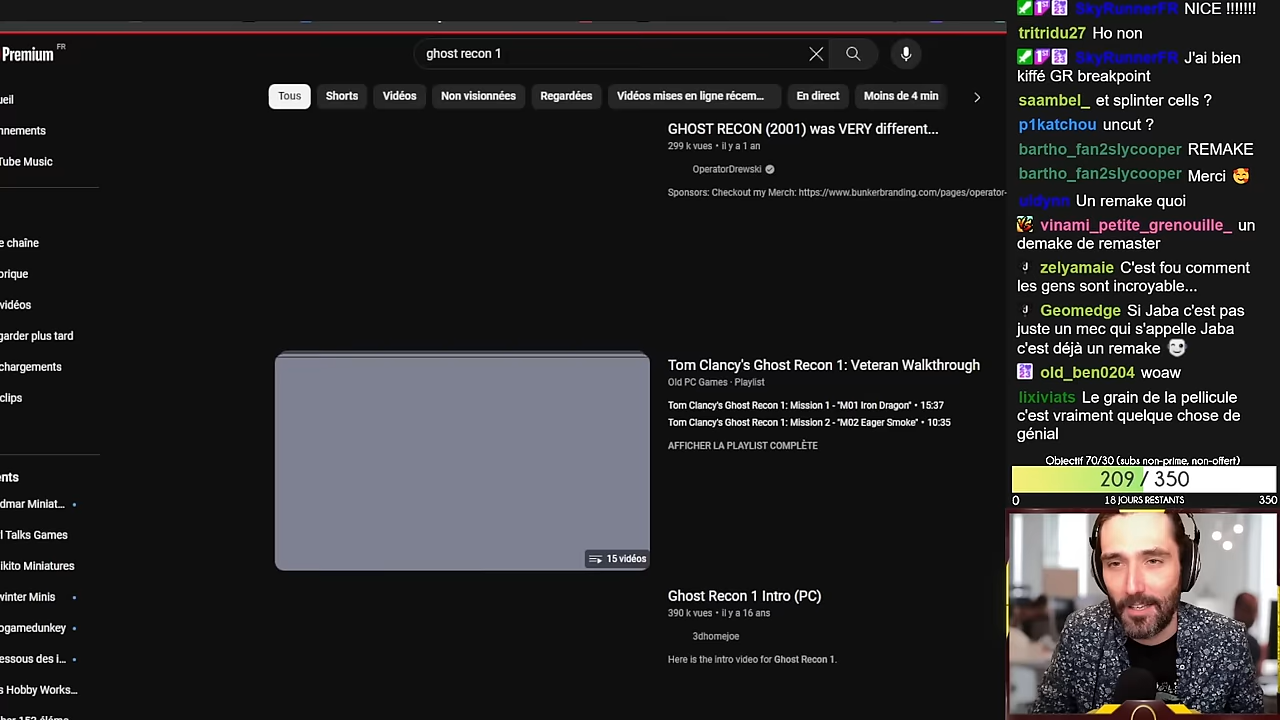 Premium FR
ghost recon 1
Tous
Shorts
Vidéos
Non visionnées
Regardées
Vidéos mises en ligne récem...
En direct
Moins de 4 min
ueil
nnements
Tube Music
e chaîne
orique
vidéos
garder plus tard
chargements
clips
ents
dmar Miniat...
l Talks Games
ikito Miniatures
winter Minis
ogamedunkey
essous des i...
s Hobby Works...
GHOST RECON (2001) was VERY different...
299 k vues • il y a 1 an
OperatorDrewski
Sponsors: Checkout my Merch: https://www.bunkerbranding.com/pages/operator-
15 vidéos
Tom Clancy's Ghost Recon 1: Veteran Walkthrough
Old PC Games · Playlist
Tom Clancy's Ghost Recon 1: Mission 1 - "M01 Iron Dragon" • 15:37
Tom Clancy's Ghost Recon 1: Mission 2 - "M02 Eager Smoke" • 10:35
AFFICHER LA PLAYLIST COMPLÈTE
Ghost Recon 1 Intro (PC)
390 k vues • il y a 16 ans
3dhomejoe
Here is the intro video for Ghost Recon 1.
SkyRunnerFR NICE !!!!!!!
tritridu27 Ho non
SkyRunnerFR J'ai bien
kiffé GR breakpoint
saambel_ et splinter cells ?
p1katchou uncut ?
bartho_fan2slycooper REMAKE
bartho_fan2slycooper Merci 🥰
Un remake quoi
vinami_petite_grenouille_ un
demake de remaster
zelyamaie C'est fou comment
les gens sont incroyable...
Geomedge Si Jaba c'est pas
juste un mec qui s'appelle Jaba
c'est déjà un remake
old_ben0204 woaw
lixiviats Le grain de la pellicule
c'est vraiment quelque chose de
génial
Objectif 70/30 (subs non-prime, non-offert)
209 / 350
0 18 JOURS RESTANTS 350